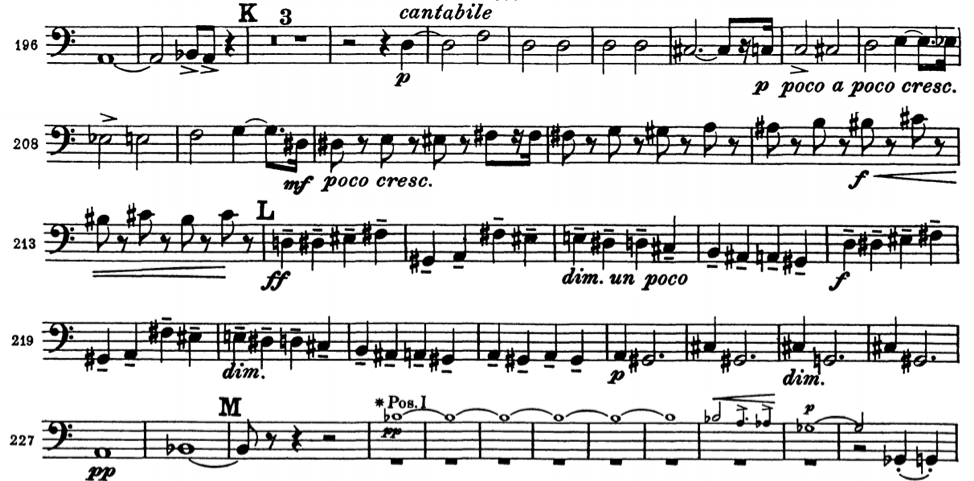 K 3 cantabile
196
p p poco a poco cresc.
208
mf poco cresc. f
L
213
ff dim. un poco f
219
dim. p dim.
M * Pos. I p
227
pp pp